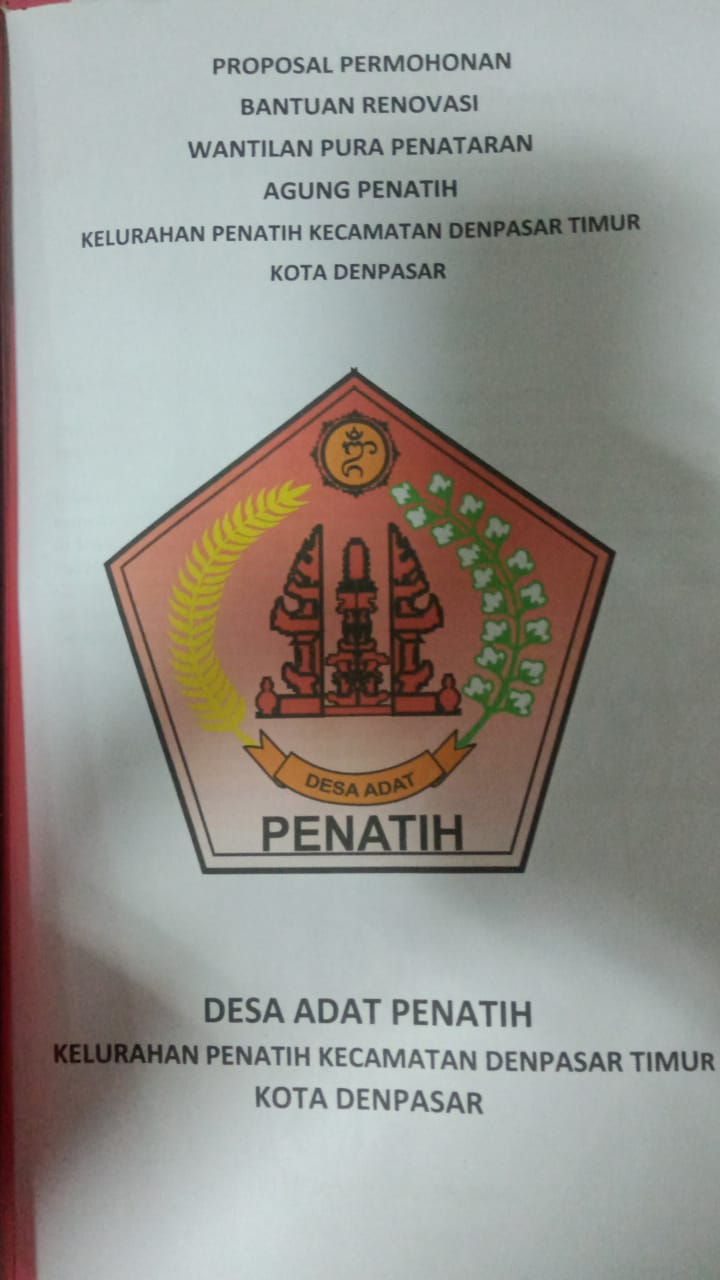 PROPOSAL PERMOHONAN
BANTUAN RENOVASI
WANTILAN PURA PENATARAN
AGUNG PENATIH
KELURAHAN PENATIH KECAMATAN DENPASAR TIMUR
KOTA DENPASAR
DESA ADAT
PENATIH
DESA ADAT PENATIH
KELURAHAN PENATIH KECAMATAN DENPASAR TIMUR
KOTA DENPASAR